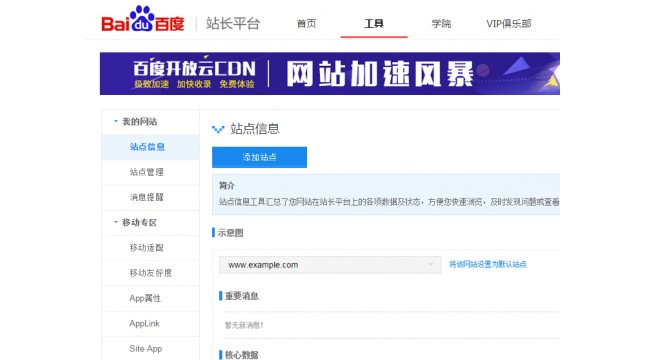 Bai du 百度 站长平台 首页 工具 学院 VIP俱乐部
百度开放云CDN 网站加速风暴
极致加速 加快收录 免费体验
我的网站
站点信息
站点管理
消息提醒
移动专区
移动适配
移动友好度
App属性
AppLink
Site App
站点信息
添加站点
简介
站点信息工具汇总了您网站在站长平台上的各项数据及状态，方便您快速浏览，及时发现问题或查看
示意图
www.example.com 将该网站设置为默认站点
重要消息
暂无新消息！
核心数据